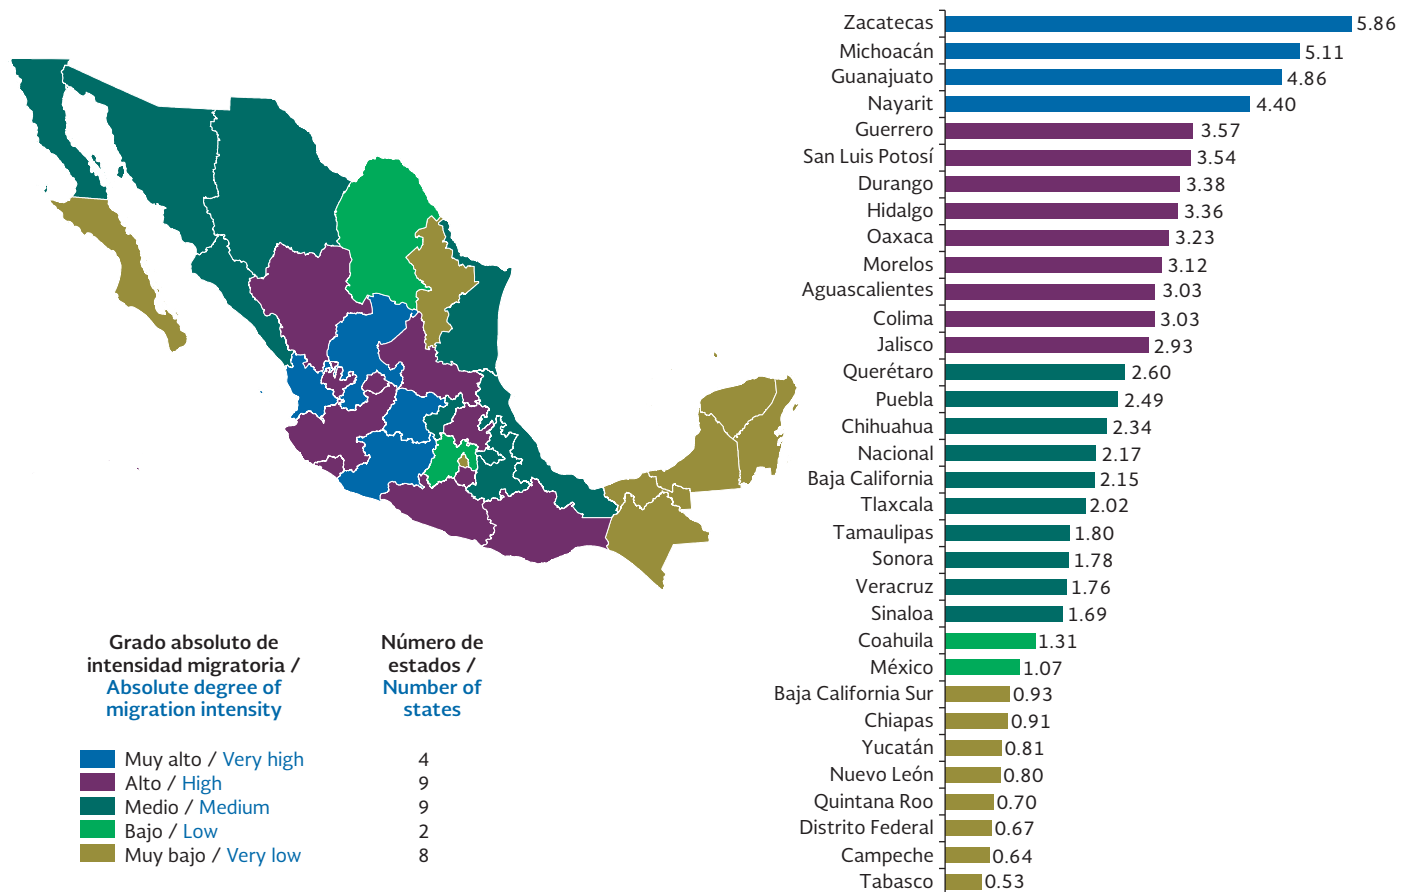 Zacatecas 5.86
Michoacán 5.11
Guanajuato 4.86
Nayarit 4.40
Guerrero 3.57
San Luis Potosí 3.54
Durango 3.38
Hidalgo 3.36
Oaxaca 3.23
Morelos 3.12
Aguascalientes 3.03
Colima 3.03
Jalisco 2.93
Querétaro 2.60
Puebla 2.49
Chihuahua 2.34
Nacional 2.17
Baja California 2.15
Tlaxcala 2.02
Tamaulipas 1.80
Sonora 1.78
Veracruz 1.76
Sinaloa 1.69
Coahuila 1.31
México 1.07
Baja California Sur 0.93
Chiapas 0.91
Yucatán 0.81
Nuevo León 0.80
Quintana Roo 0.70
Distrito Federal 0.67
Campeche 0.64
Tabasco 0.53
Grado absoluto de
intensidad migratoria /
Absolute degree of
migration intensity
Número de
estados /
Number of
states
Muy alto / Very high 4
Alto / High 9
Medio / Medium 9
Bajo / Low 2
Muy bajo / Very low 8